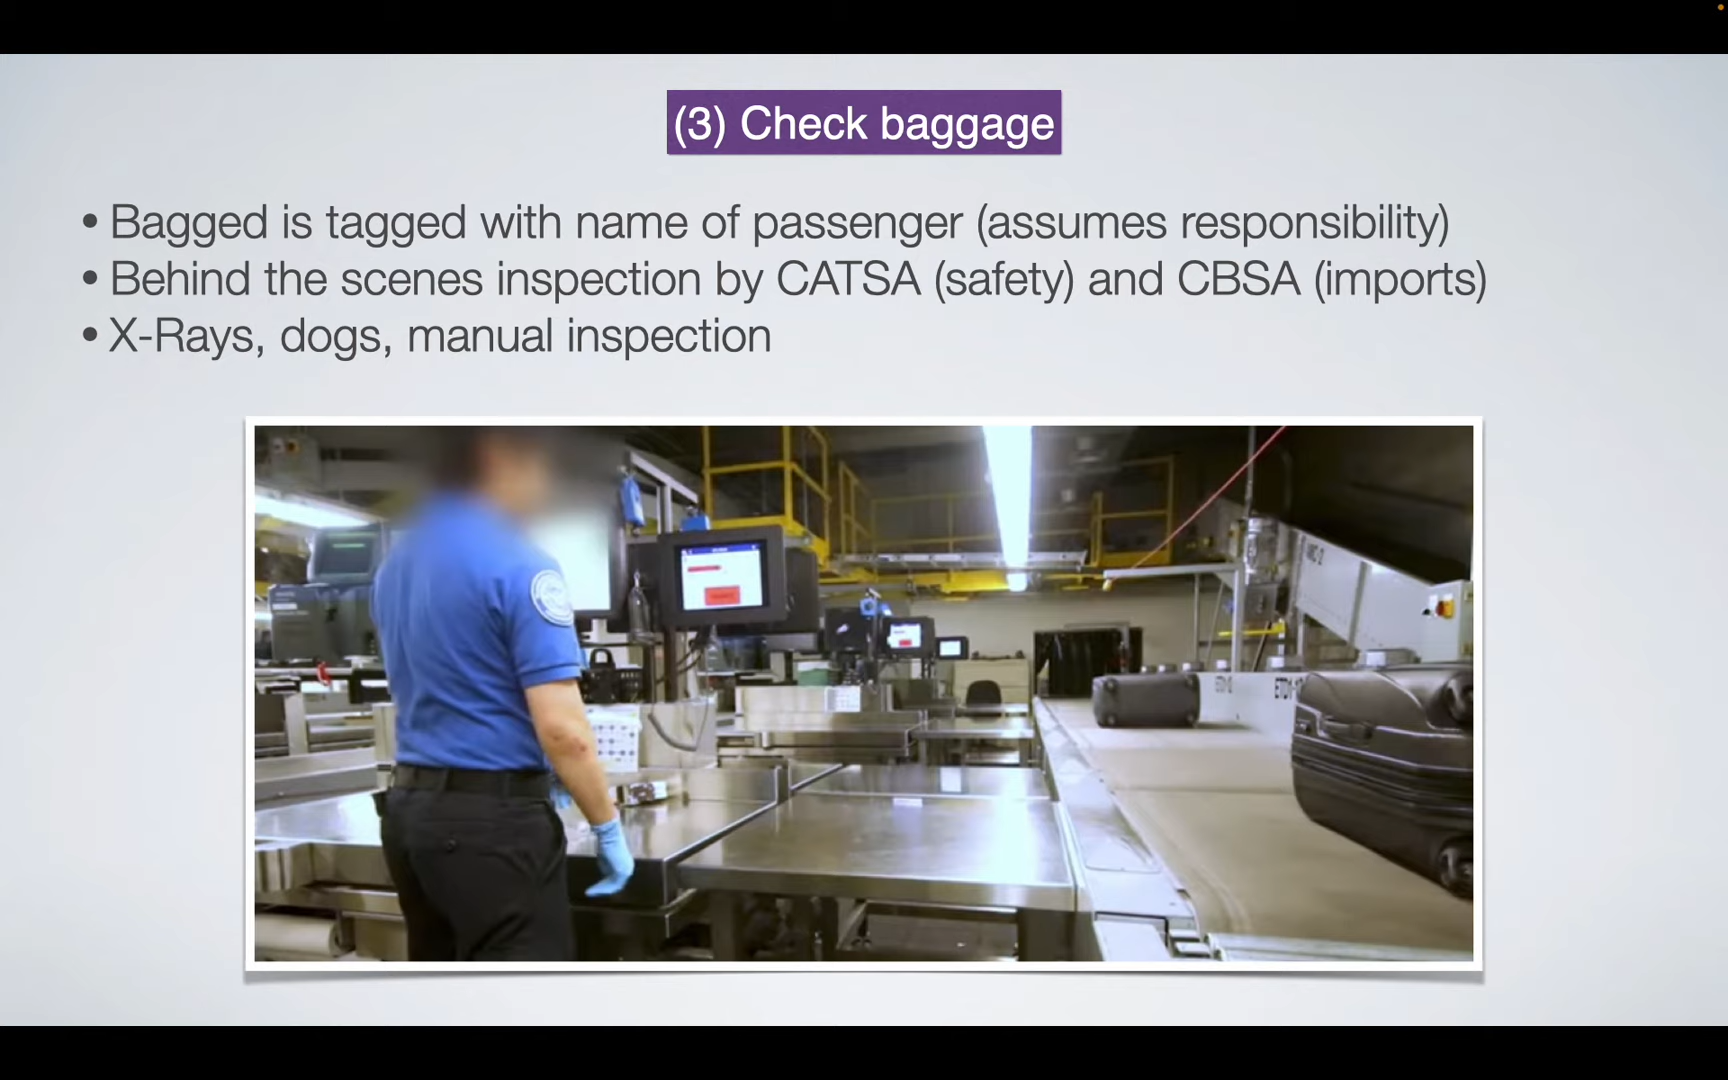 (3) Check baggage
• Bagged is tagged with name of passenger (assumes responsibility)
• Behind the scenes inspection by CATSA (safety) and CBSA (imports)
• X-Rays, dogs, manual inspection